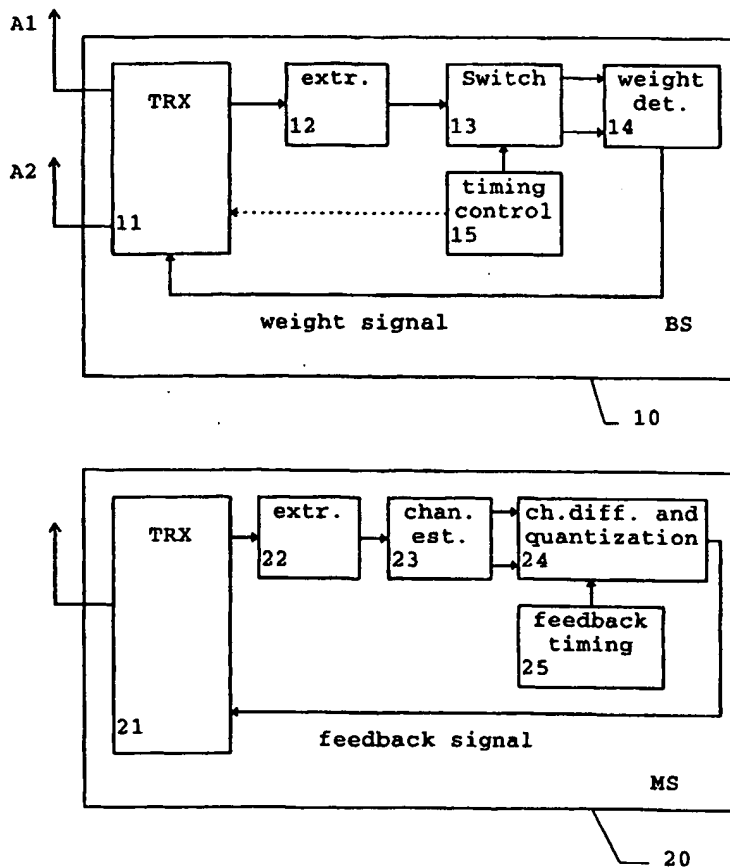 A1
TRX
extr.
12
Switch
13
weight
det.
14
A2
11
timing
control
15
weight signal
BS
10
TRX
extr.
22
chan.
est.
23
ch.diff. and
quantization
24
feedback
timing
25
21
feedback signal
MS
20